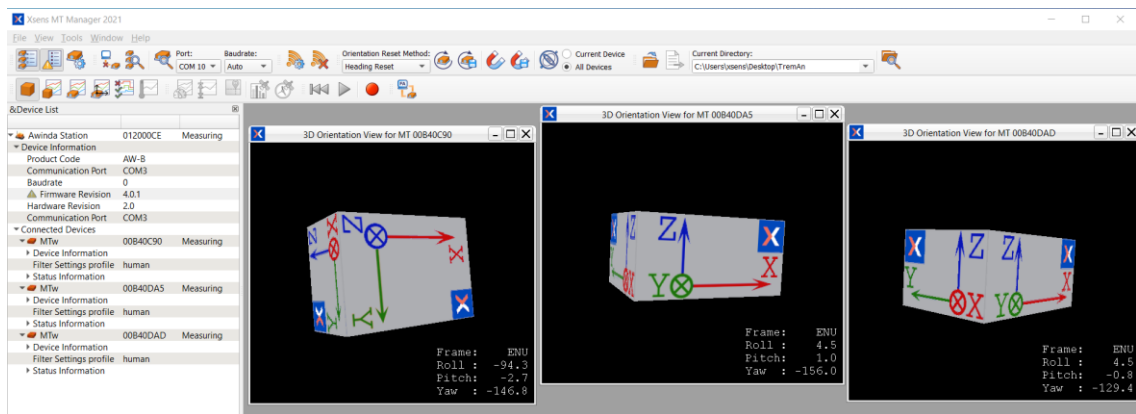 Xsens MT Manager 2021
File View Tools Window Help
Port:
COM 10
Baudrate:
Auto
Orientation Reset Method:
Heading Reset
Current Device
All Devices
Current Directory:
C:\Users\xsens\Desktop\TremAn
&Device List
Awinda Station 012000CE Measuring
Device Information
Product Code AW-B
Communication Port COM3
Baudrate 0
Firmware Revision 4.0.1
Hardware Revision 2.0
Communication Port COM3
Connected Devices
MTw 00B40C90 Measuring
Device Information
Filter Settings profile human
Status Information
MTw 00B40DA5 Measuring
Device Information
Filter Settings profile human
Status Information
MTw 00B40DAD Measuring
Device Information
Filter Settings profile human
Status Information
3D Orientation View for MT 00B40C90
Z X Z
X
Y Y
Frame: ENU
Roll : -94.3
Pitch: -2.7
Yaw : -146.8
3D Orientation View for MT 00B40DA5
Z Z
Y X Y X
Frame: ENU
Roll : 4.5
Pitch: 1.0
Yaw : -156.0
3D Orientation View for MT 00B40DAD
Z Z
Y X Y X
Frame: ENU
Roll : 4.5
Pitch: -0.8
Yaw : -129.4